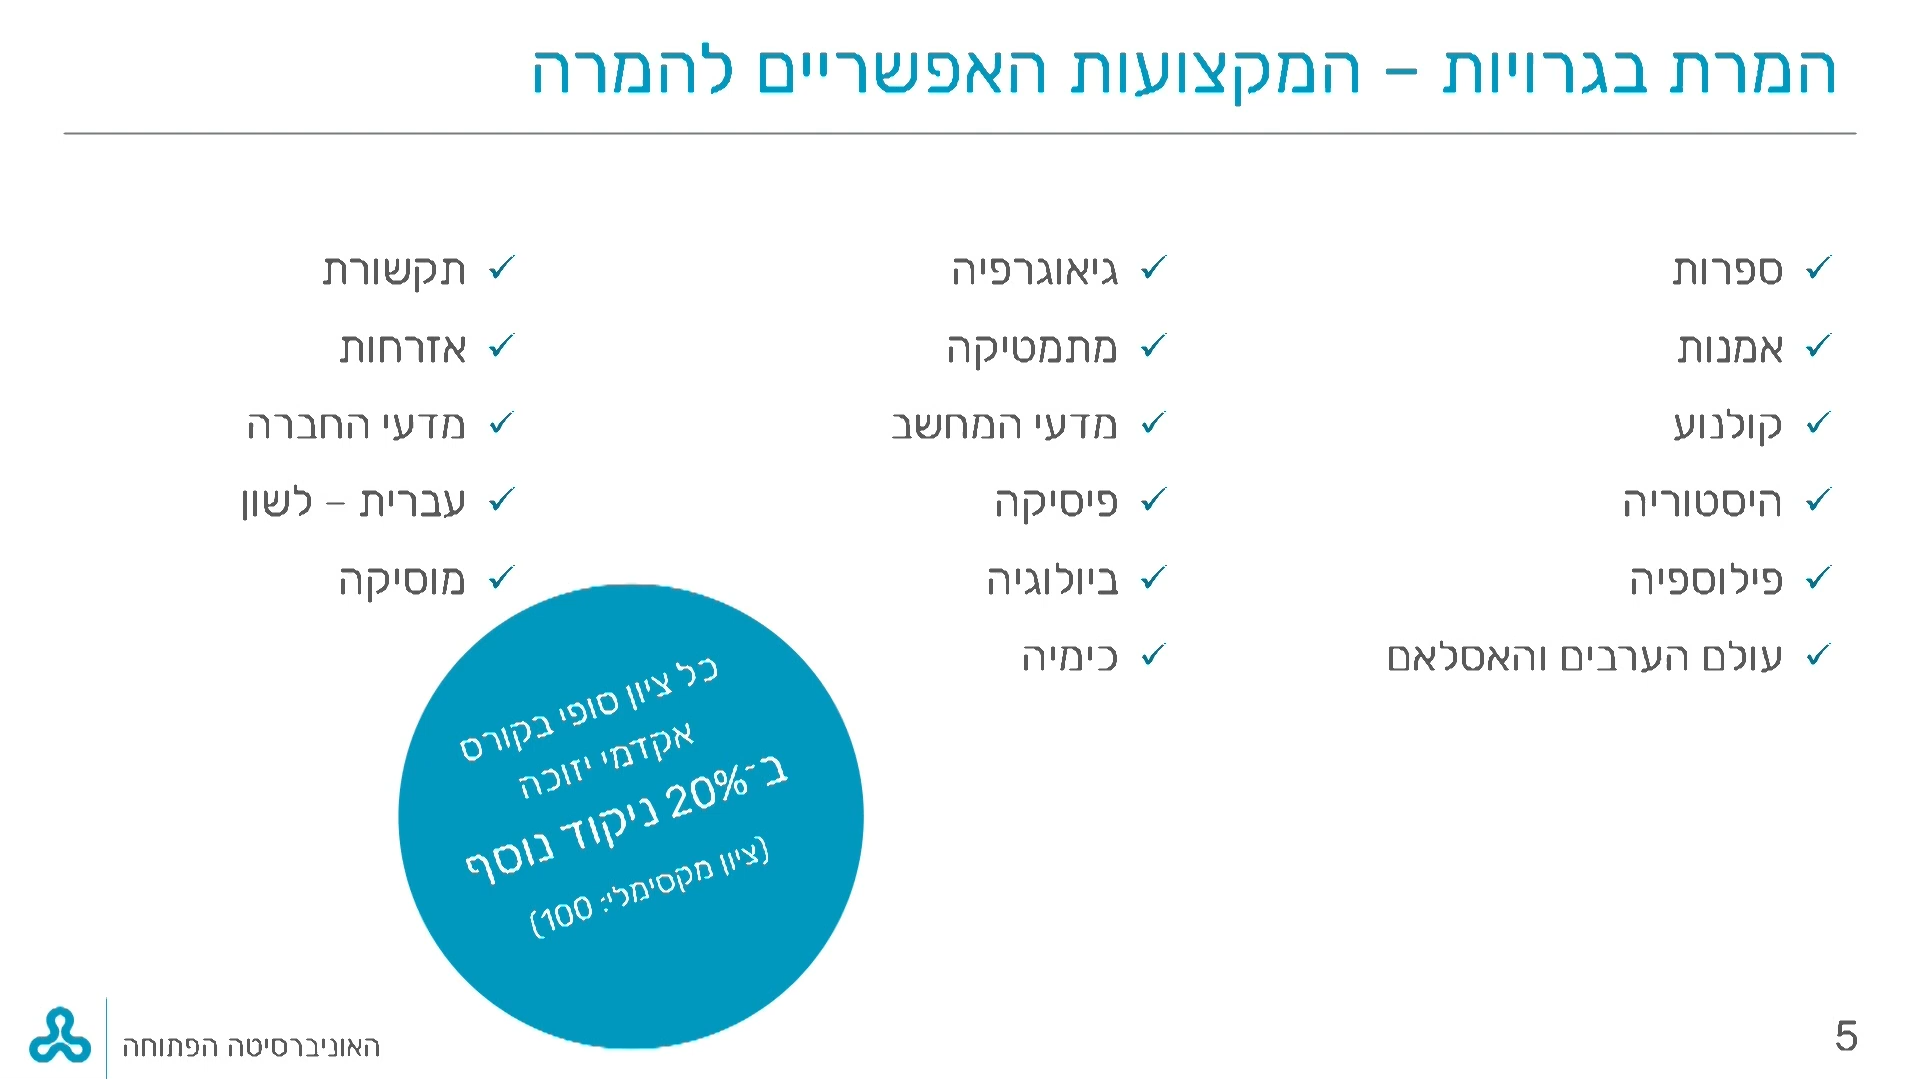 המרת בגרויות – המקצועות האפשריים להמרה
✓ ספרות
✓ אמנות
✓ קולנוע
✓ היסטוריה
✓ פילוספיה
✓ עולם הערבים והאסלאם
✓ גיאוגרפיה
✓ מתמטיקה
✓ מדעי המחשב
✓ פיסיקה
✓ ביולוגיה
✓ כימיה
✓ תקשורת
✓ אזרחות
✓ מדעי החברה
✓ עברית – לשון
✓ מוסיקה
כל ציון סופי בקורס
אקדמי יזוכה
ב־20% ניקוד נוסף
(ציון מקסימלי: 100)
האוניברסיטה הפתוחה
5